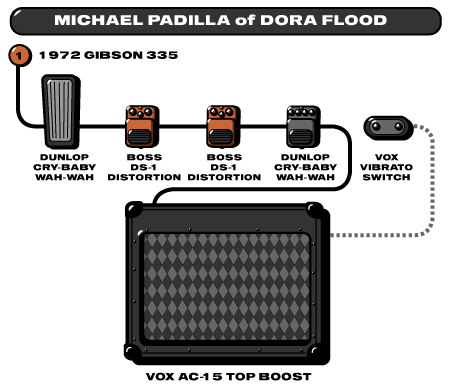 MICHAEL PADILLA of DORA FLOOD
1 1972 GIBSON 335
DUNLOP
CRY-BABY
WAH-WAH
BOSS
DS-1
DISTORTION
BOSS
DS-1
DISTORTION
DUNLOP
CRY-BABY
WAH-WAH
VOX
VIBRATO
SWITCH
VOX AC-15 TOP BOOST